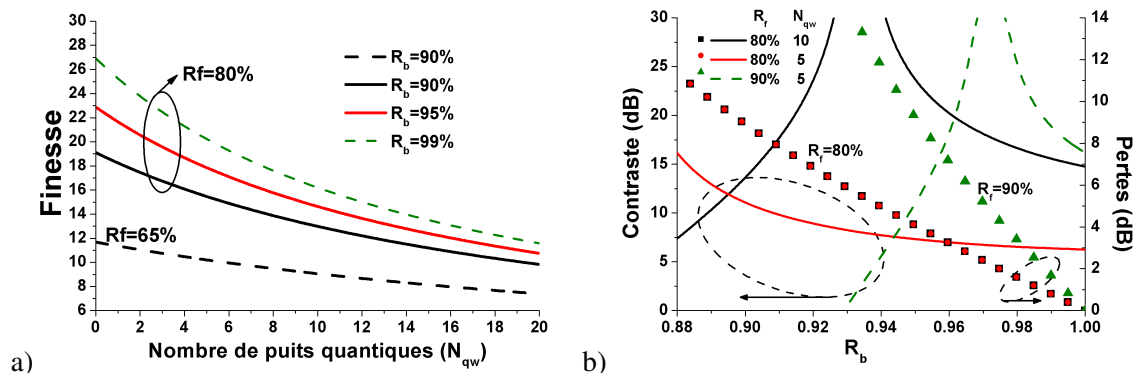 30
28
26
24
22
20
18
16
14
12
10
8
6
Finesse
Rf=80%
Rf=65%
R_b=90%
R_b=90%
R_b=95%
R_b=99%
0 2 4 6 8 10 12 14 16 18 20
Nombre de puits quantiques (N_qw)
a)
30
25
20
15
10
5
0
Contraste (dB)
R_f N_qw
80% 10
80% 5
90% 5
R_f=80%
R_f=90%
14
12
10
8
6
4
2
0
Pertes (dB)
0.88 0.90 0.92 0.94 0.96 0.98 1.00
R_b
b)